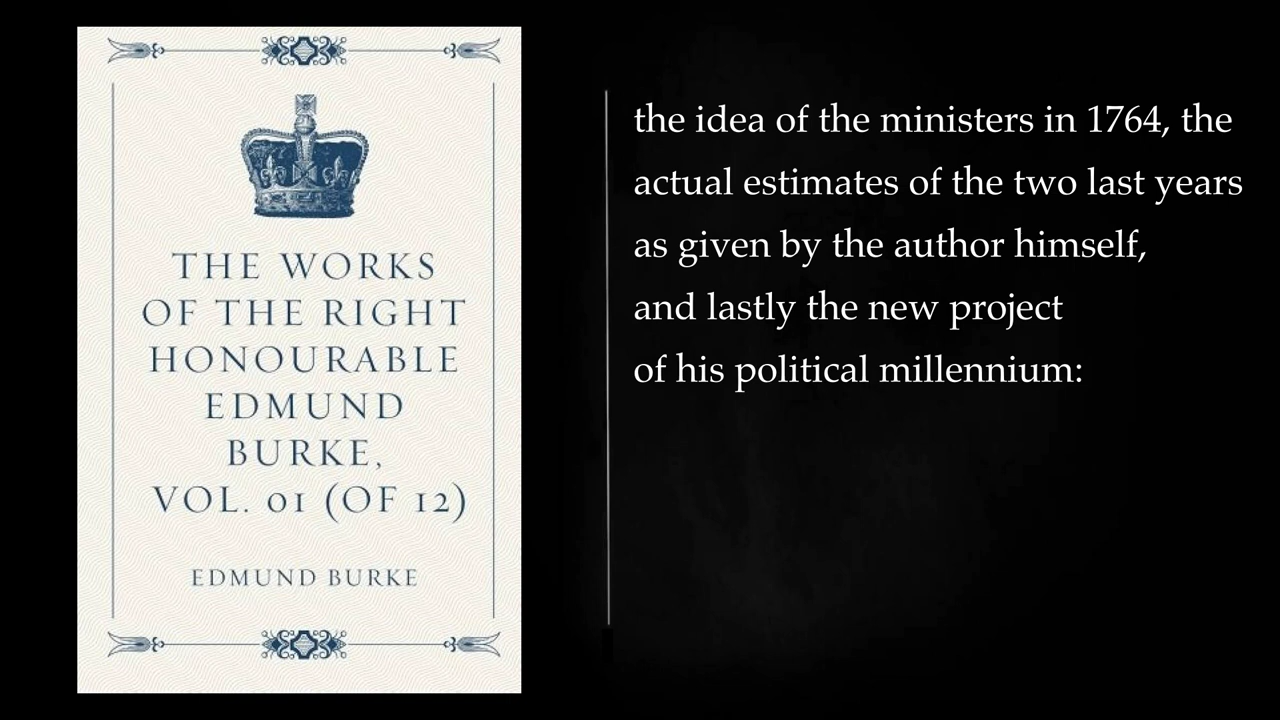 THE WORKS
OF THE RIGHT
HONOURABLE
EDMUND
BURKE,
VOL. 01 (OF 12)
EDMUND BURKE
the idea of the ministers in 1764, the
actual estimates of the two last years
as given by the author himself,
and lastly the new project
of his political millennium: